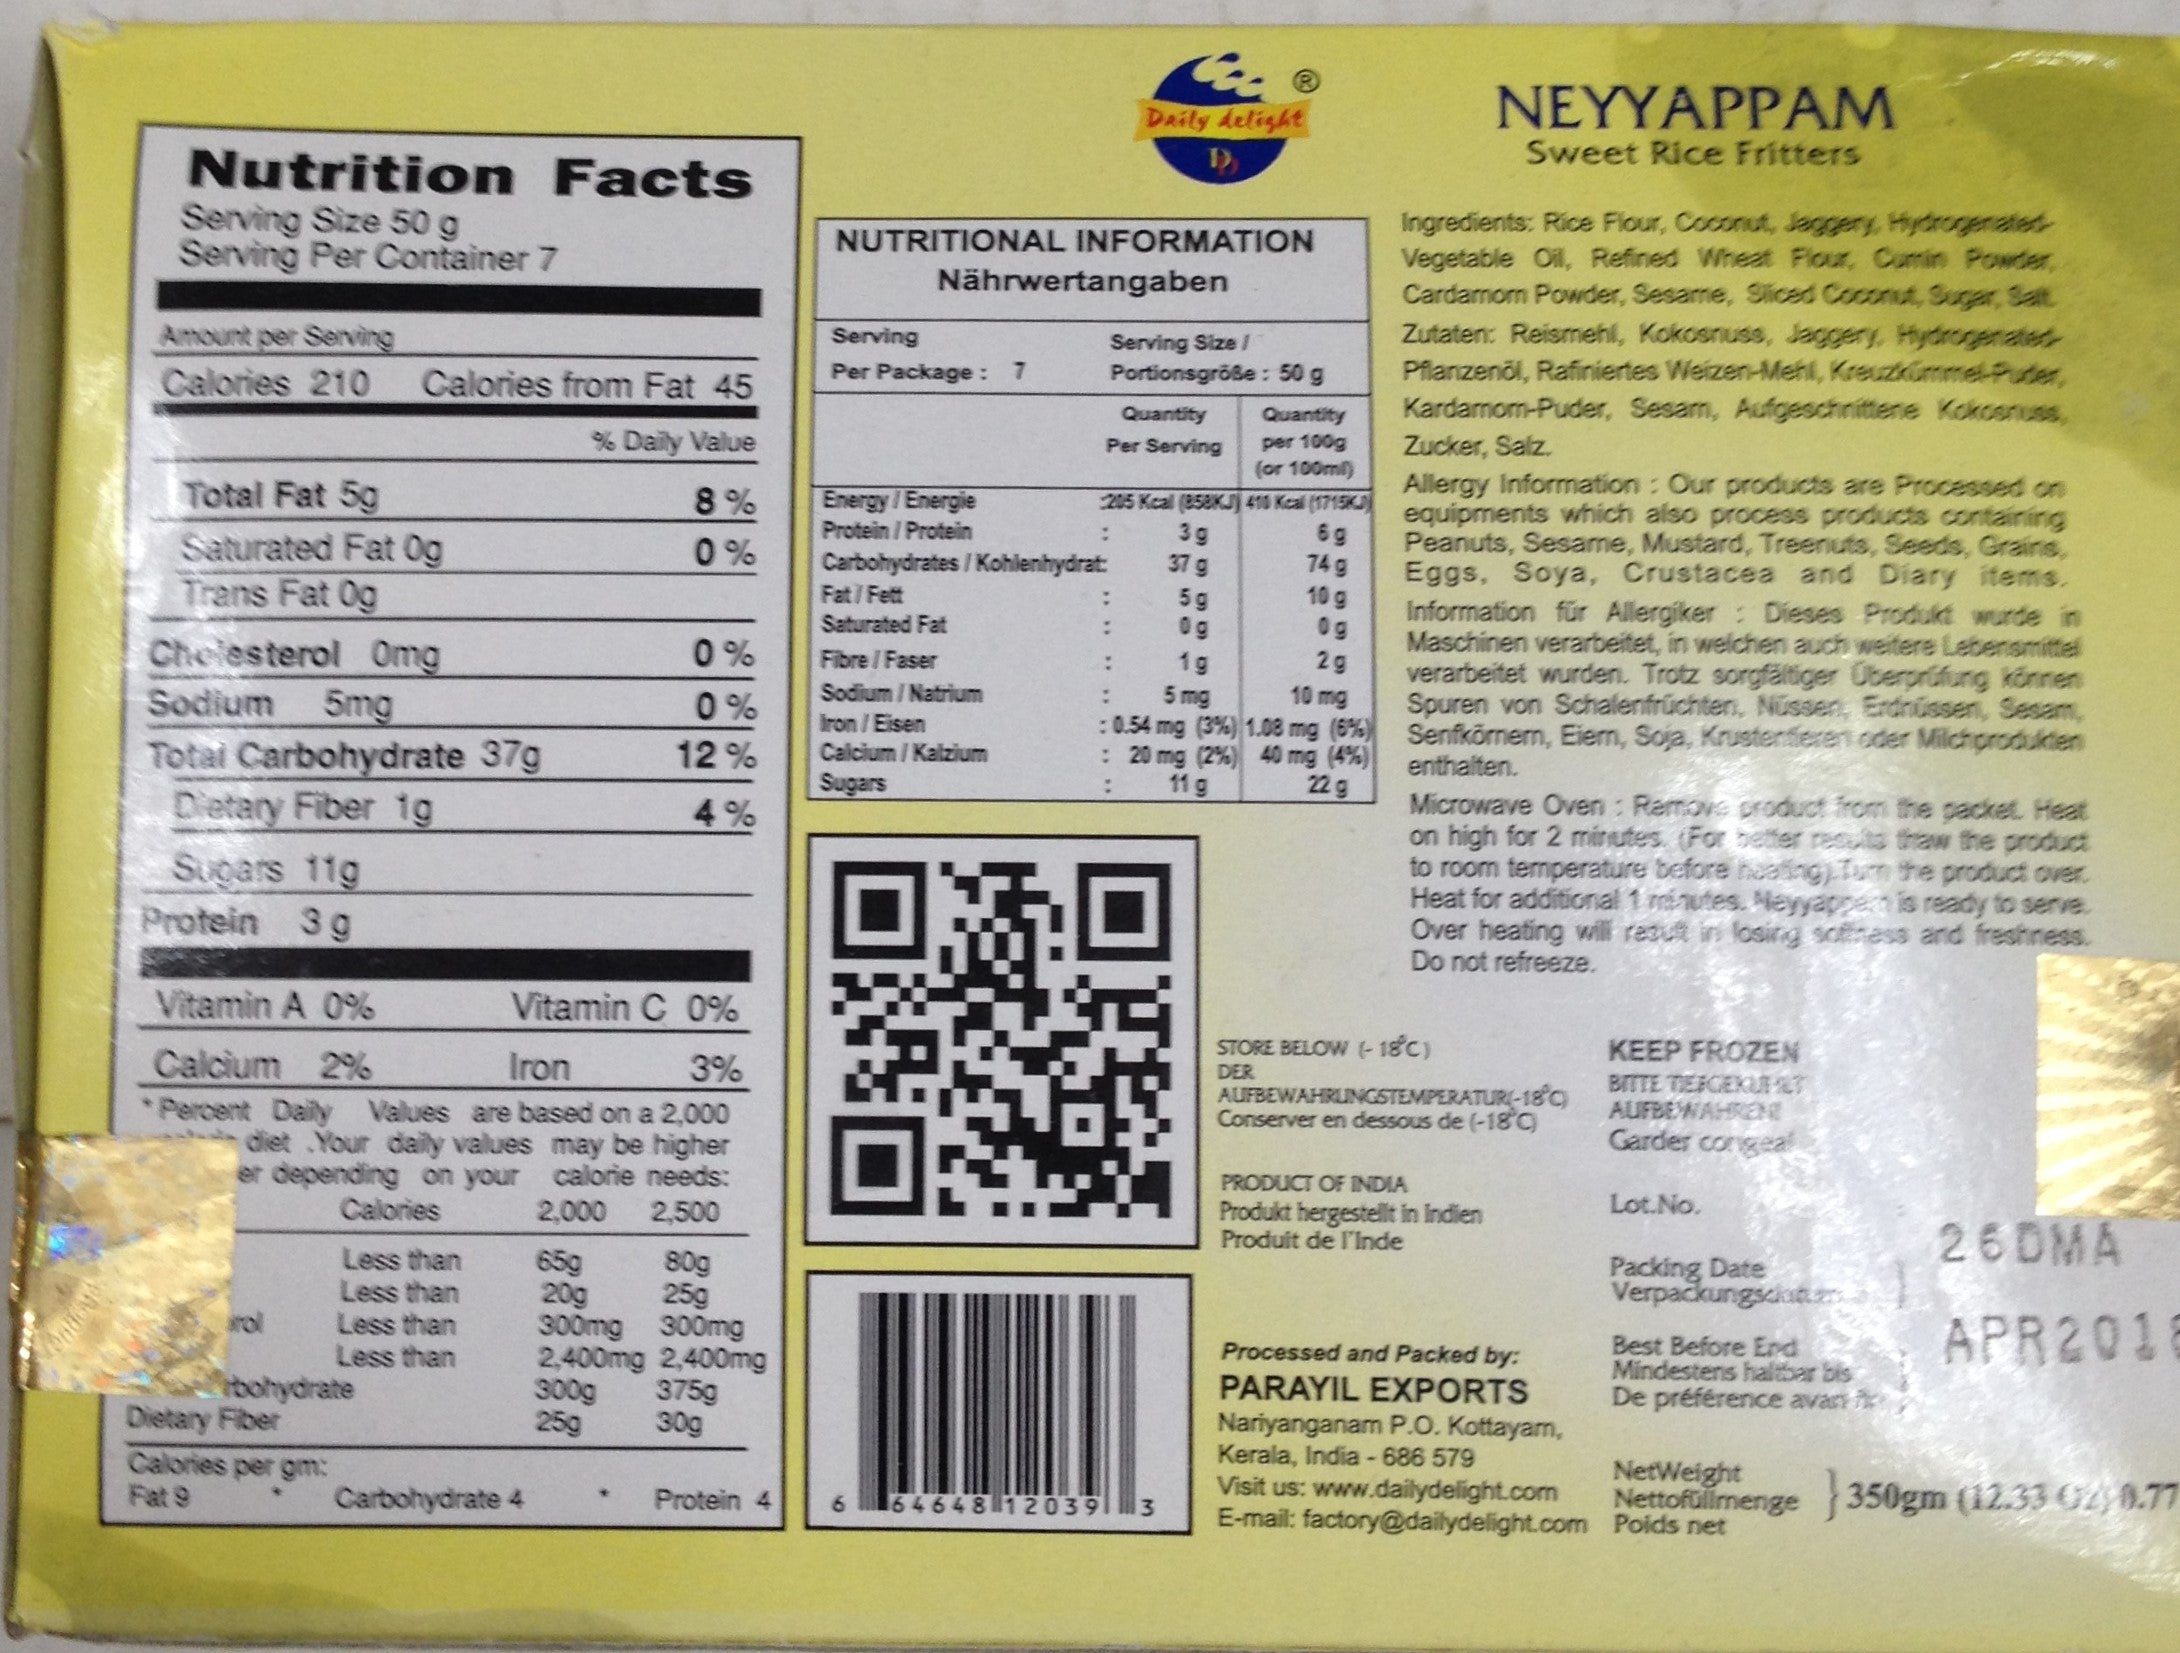 Nutrition Facts
Serving Size 50 g
Serving Per Container 7
Amount per Serving
Calories 210 Calories from Fat 45
% Daily Value
Total Fat 5g 8 %
Saturated Fat 0g 0 %
Trans Fat 0g
Cholesterol 0mg 0 %
Sodium 5mg 0 %
Total Carbohydrate 37g 12 %
Dietary Fiber 1g 4 %
Sugars 11g
Protein 3 g
Vitamin A 0% Vitamin C 0%
Calcium 2% Iron 3%
* Percent Daily Values are based on a 2,000
diet .Your daily values may be higher
er depending on your calorie needs:
Calories 2,000 2,500
Less than 65g 80g
Less than 20g 25g
rol Less than 300mg 300mg
Less than 2,400mg 2,400mg
rbohydrate 300g 375g
Dietary Fiber 25g 30g
Calories per gm:
Fat 9 * Carbohydrate 4 * Protein 4
Daily delight ®
DD
NUTRITIONAL INFORMATION
Nährwertangaben
Serving Serving Size /
Per Package : 7 Portionsgröße : 50 g
Quantity Quantity
Per Serving per 100g
(or 100ml)
Energy / Energie :205 Kcal (858KJ) 410 Kcal (1715KJ)
Protein / Protein : 3 g 6 g
Carbohydrates / Kohlenhydrat: 37 g 74 g
Fat / Fett : 5 g 10 g
Saturated Fat : 0 g 0 g
Fibre / Faser : 1 g 2 g
Sodium / Natrium : 5 mg 10 mg
Iron / Eisen : 0.54 mg (3%) 1.08 mg (6%)
Calcium / Kalzium : 20 mg (2%) 40 mg (4%)
Sugars : 11 g 22 g
6 64648 12039 3
NEYYAPPAM
Sweet Rice Fritters
Ingredients: Rice Flour, Coconut, Jaggery, Hydrogenated-
Vegetable Oil, Refined Wheat Flour, Cumin Powder,
Cardamom Powder, Sesame, Sliced Coconut, Sugar, Salt.
Zutaten: Reismehl, Kokosnuss, Jaggery, Hydrogenated-
Pflanzenöl, Rafiniertes Weizen-Mehl, Kreuzkümmel-Puder,
Kardamom-Puder, Sesam, Aufgeschnittene Kokosnuss,
Zucker, Salz.
Allergy Information : Our products are Processed on
equipments which also process products containing
Peanuts, Sesame, Mustard, Treenuts, Seeds, Grains,
Eggs, Soya, Crustacea and Diary items.
Information für Allergiker : Dieses Produkt wurde in
Maschinen verarbeitet, in welchen auch weitere Lebensmittel
verarbeitet wurden. Trotz sorgfältiger Überprüfung können
Spuren von Schalenfrüchten, Nüssen, Erdnüssen, Sesam,
Senfkörnern, Eiern, Soja, Krustentieren oder Milchprodukten
enthalten.
Microwave Oven : Remove product from the packet. Heat
on high for 2 minutes. (For better results thraw the product
to room temperature before heating).Turn the product over.
Heat for additional 1 minutes. Neyyappam is ready to serve.
Over heating will result in losing softness and freshness.
Do not refreeze.
STORE BELOW (- 18°C)
DER
AUFBEWAHRUNGSTEMPERATUR(-18°C)
Conserver en dessous de (-18°C)
KEEP FROZEN
BITTE TIEFGEKUHLT
AUFBEWAHREN!
Garder congeal
PRODUCT OF INDIA
Produkt hergestellt in Indien
Produit de l'Inde
Lot.No.
26DMA
Packing Date
Verpackungsdatum
Best Before End
Mindestens haltbar bis
De préférence avant
APR2018
Processed and Packed by:
PARAYIL EXPORTS
Nariyanganam P.O. Kottayam,
Kerala, India - 686 579
Visit us: www.dailydelight.com
E-mail: factory@dailydelight.com
NetWeight
Nettofüllmenge
Poids net
350gm (12.33 OZ) 0.77